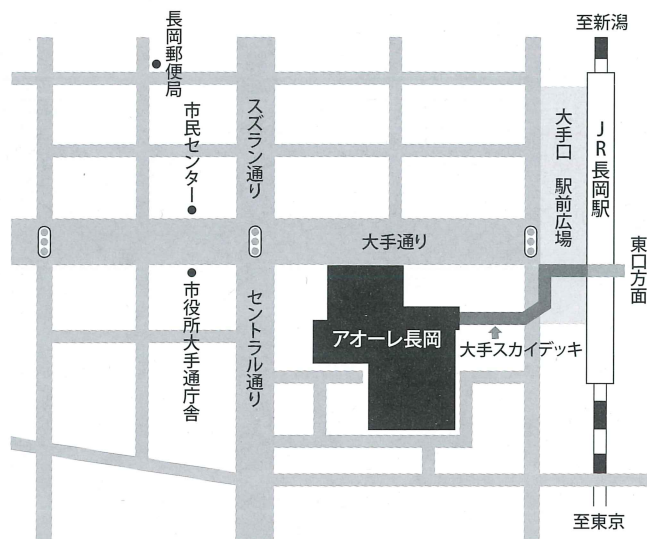 至新潟
長岡郵便局
市民センター
スズラン通り
大手口 駅前広場
JR長岡駅
大手通り
東口方面
市役所大手通庁舎
セントラル通り
アオーレ長岡
大手スカイデッキ
至東京